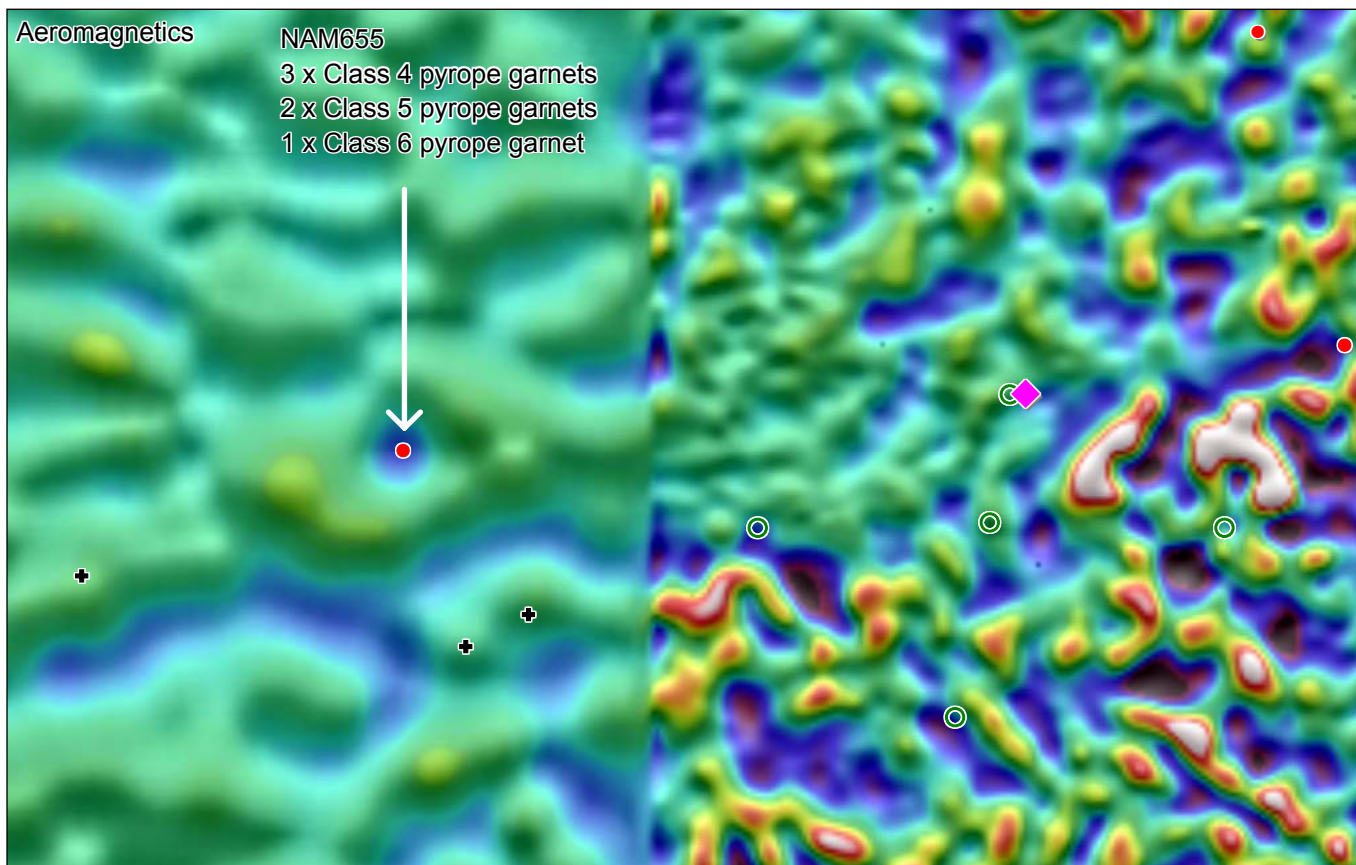 Aeromagnetics
NAM655
3 x Class 4 pyrope garnets
2 x Class 5 pyrope garnets
1 x Class 6 pyrope garnet